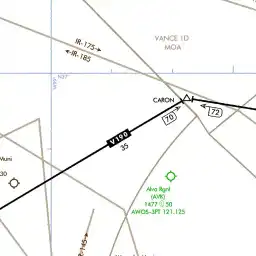 IR-175
IR-185
VANCE 1D
MOA
N37°
CARON
70
72
V190
35
Muni
30
Alva Rgnl
(AVK)
1477 50
AWOS-3PT 121.125